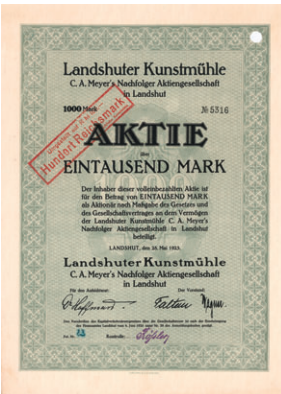 Landshuter Kunstmühle
C. A. Meyer's Nachfolger Aktiengesellschaft
in Landshut
1000 Mark
№ 5316
Hundert Reichsmark
AKTIE
über
EINTAUSEND MARK
Der Inhaber dieser volleinbezahlten Aktie ist
für den Betrag von EINTAUSEND MARK
als Aktionär nach Maßgabe des Gesetzes und
des Gesellschaftsvertrages an dem Vermögen
der Landshuter Kunstmühle C. A. Meyer's
Nachfolger Aktiengesellschaft in Landshut
beteiligt.
LANDSHUT, den
Mai
Landshuter Kunstmühle
C. A. Meyer's Nachfolger Aktiengesellschaft
in Landshut
Für den Aufsichtsrat:
Der Vorstand:
Kontrolle: